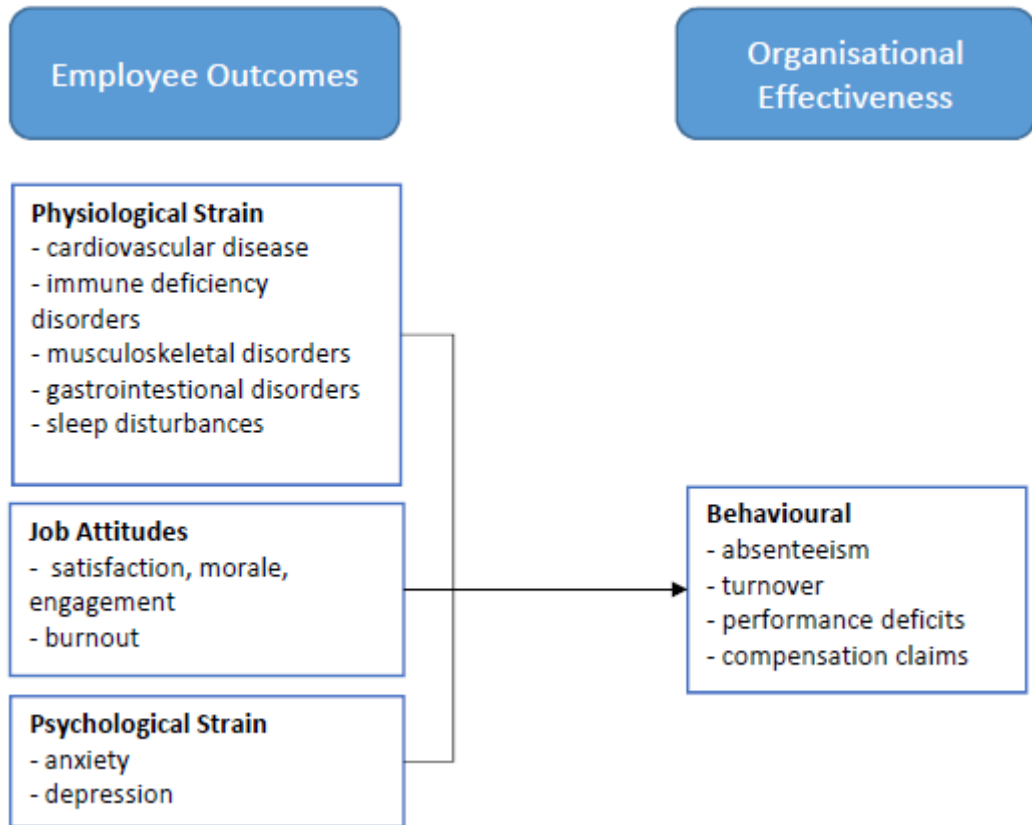 Employee Outcomes
Organisational
Effectiveness
Physiological Strain
- cardiovascular disease
- immune deficiency
disorders
- musculoskeletal disorders
- gastrointestional disorders
- sleep disturbances
Job Attitudes
- satisfaction, morale,
engagement
- burnout
Psychological Strain
- anxiety
- depression
Behavioural
- absenteeism
- turnover
- performance deficits
- compensation claims